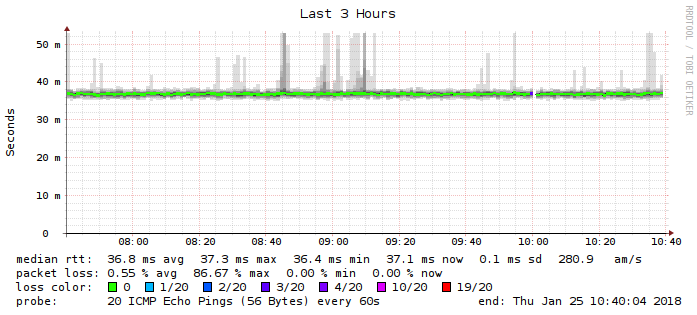 Last 3 Hours
RRDTOOL / TOBI OETIKER
Seconds
50 m
40 m
30 m
20 m
10 m
0
08:00 08:20 08:40 09:00 09:20 09:40 10:00 10:20 10:40
median rtt: 36.8 ms avg 37.3 ms max 36.4 ms min 37.1 ms now 0.1 ms sd 280.9 am/s
packet loss: 0.55 % avg 86.67 % max 0.00 % min 0.00 % now
loss color: 0 1/20 2/20 3/20 4/20 10/20 19/20
probe: 20 ICMP Echo Pings (56 Bytes) every 60s end: Thu Jan 25 10:40:04 2018